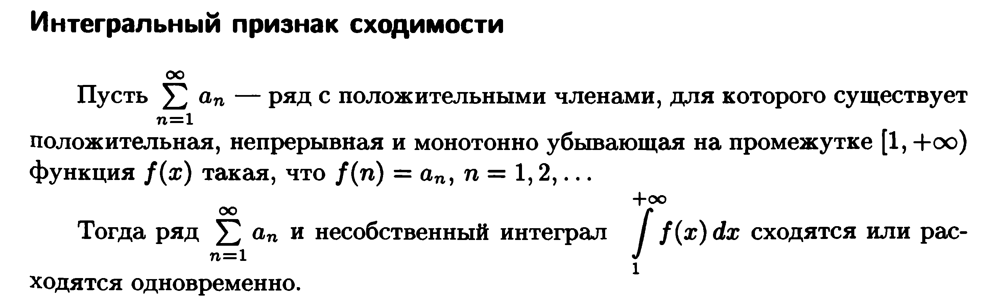 Интегральный признак сходимости
Пусть $\sum\limits_{n=1}^{\infty} a_n$ — ряд с положительными членами, для которого существует
положительная, непрерывная и монотонно убывающая на промежутке $[1, +\infty)$
функция $f(x)$ такая, что $f(n) = a_n$, $n = 1, 2, \ldots$
Тогда ряд $\sum\limits_{n=1}^{\infty} a_n$ и несобственный интеграл $\int\limits_{1}^{+\infty} f(x)\,dx$ сходятся или рас-
ходятся одновременно.